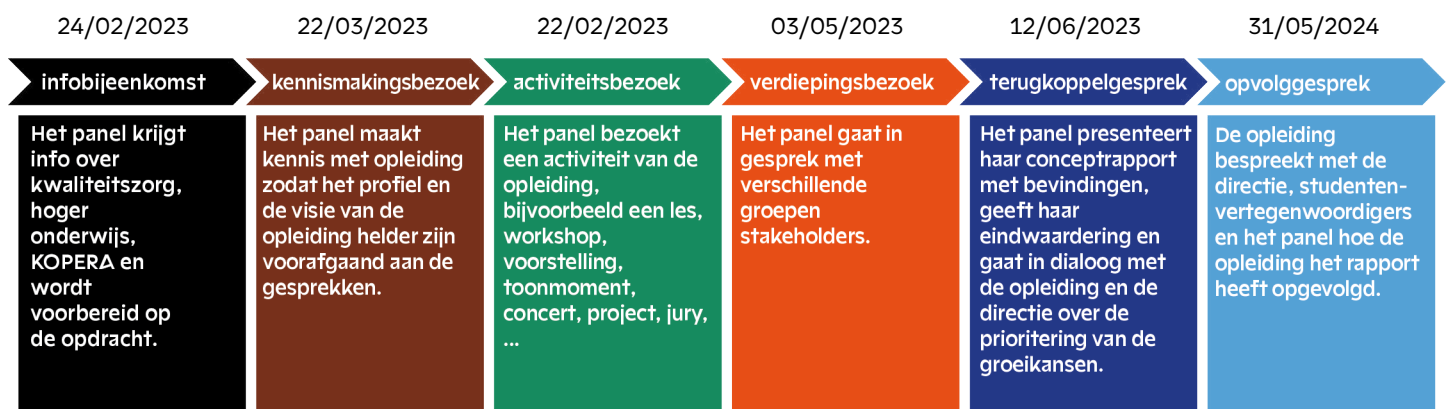 24/02/2023
22/03/2023
22/02/2023
03/05/2023
12/06/2023
31/05/2024
infobijeenkomst
kennismakingsbezoek
activiteitsbezoek
verdiepingsbezoek
terugkoppelgesprek
opvolggesprek
Het panel krijgt
info over
kwaliteitszorg,
hoger
onderwijs,
KOPERA en
wordt
voorbereid op
de opdracht.
Het panel maakt
kennis met opleiding
zodat het profiel en
de visie van de
opleiding helder zijn
voorafgaand aan de
gesprekken.
Het panel bezoekt
een activiteit van de
opleiding,
bijvoorbeeld een les,
workshop,
voorstelling,
toonmoment,
concert, project, jury,
...
Het panel gaat in
gesprek met
verschillende
groepen
stakeholders.
Het panel presenteert
haar conceptrapport
met bevindingen,
geeft haar
eindwaardering en
gaat in dialoog met
de opleiding en de
directie over de
prioritering van de
groeikansen.
De opleiding
bespreekt met de
directie, studenten-
vertegenwoordigers
en het panel hoe de
opleiding het rapport
heeft opgevolgd.